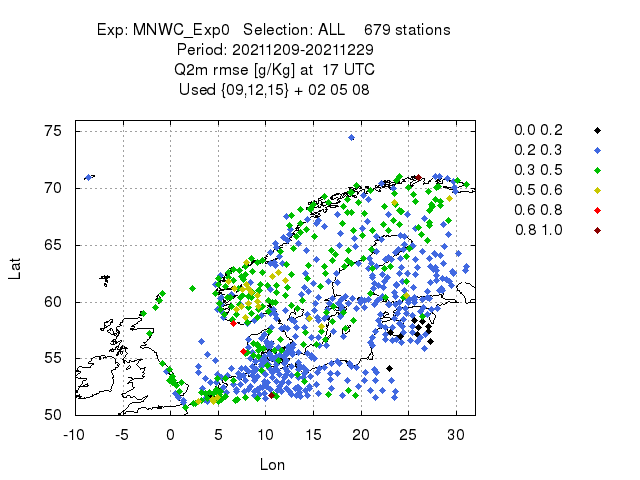 Exp: MNWC_Exp0 Selection: ALL 679 stations
Period: 20211209-20211229
Q2m rmse [g/Kg] at 17 UTC
Used {09,12,15} + 02 05 08
0.0 0.2
0.2 0.3
0.3 0.5
0.5 0.6
0.6 0.8
0.8 1.0
75
70
65
60
55
50
Lat
-10 -5 0 5 10 15 20 25 30
Lon